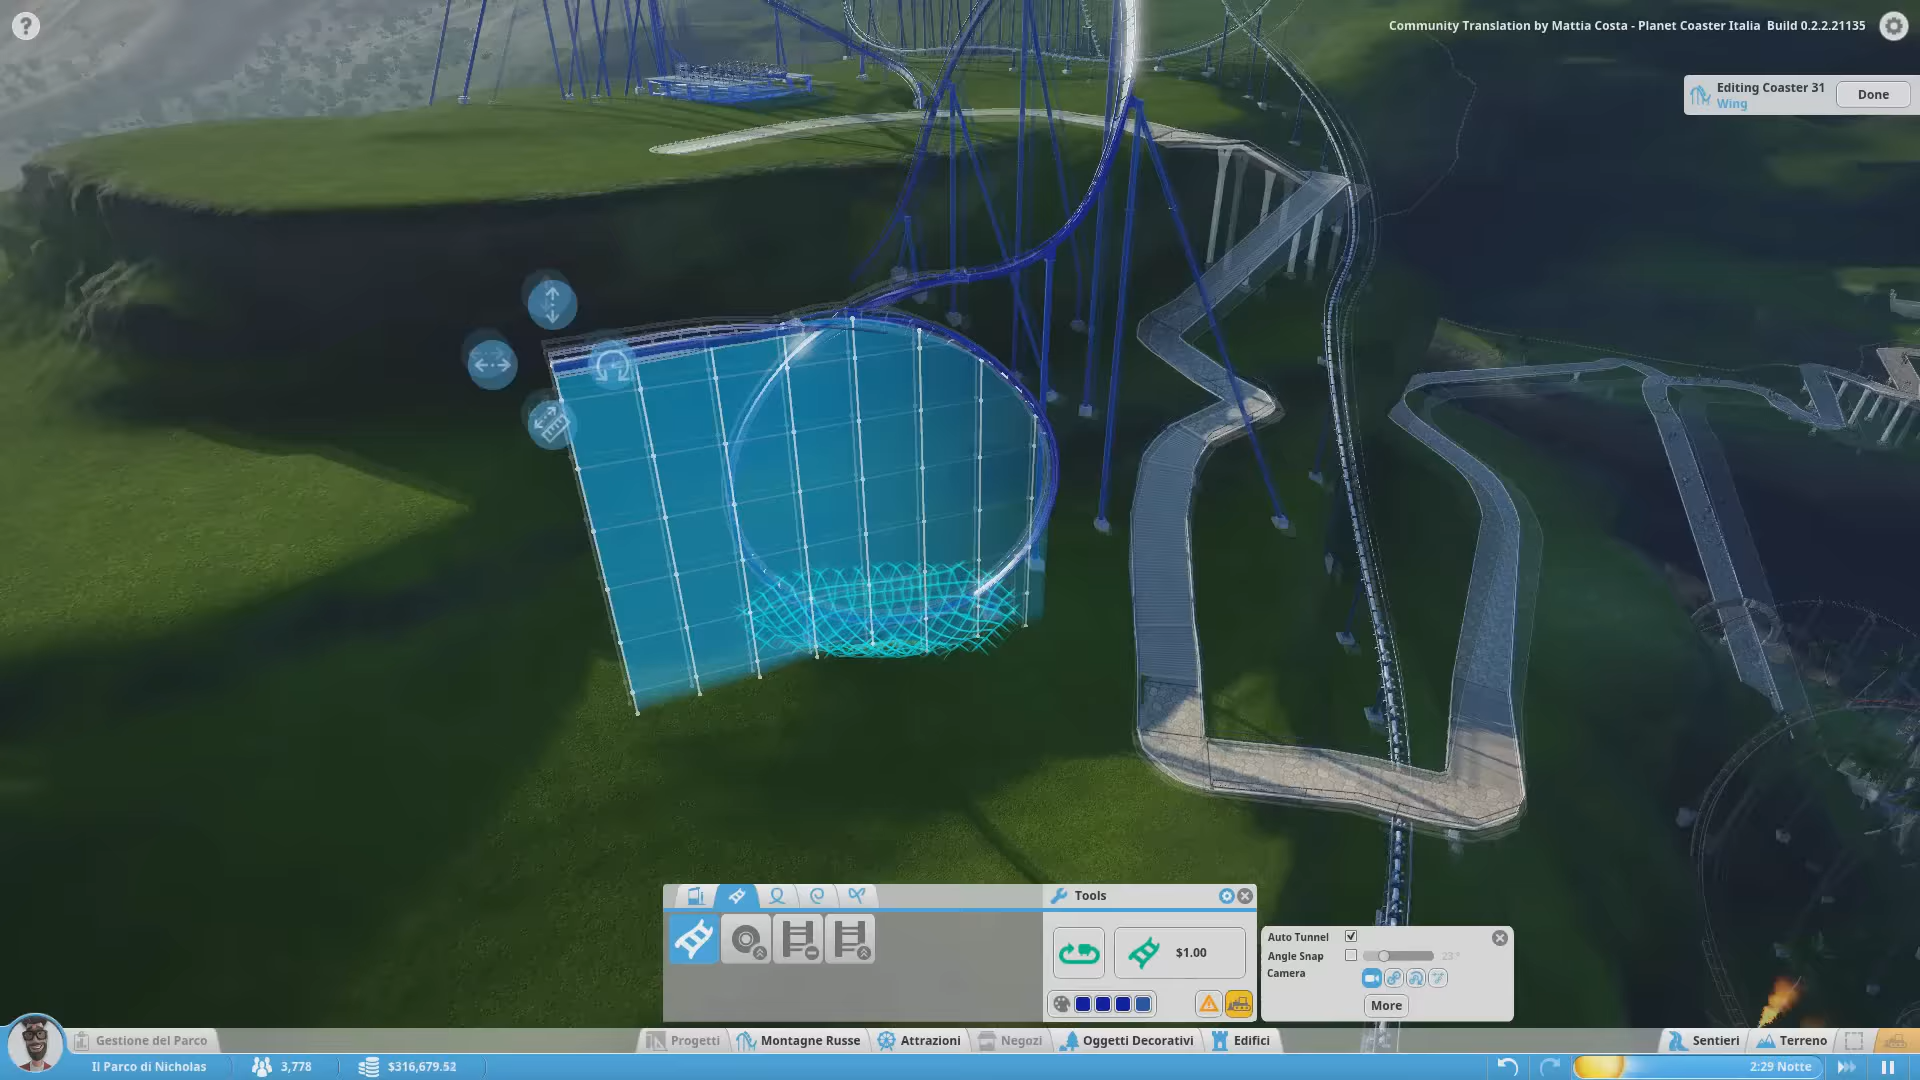 ?
Community Translation by Mattia Costa - Planet Coaster Italia Build 0.2.2.21135
Editing Coaster 31
Wing
Done
Tools
$1.00
Auto Tunnel
Angle Snap
23°
Camera
More
Gestione del Parco
Progetti
Montagne Russe
Attrazioni
Negozi
Oggetti Decorativi
Edifici
Sentieri
Terreno
Il Parco di Nicholas
3,778
$316,679.52
2:29 Notte